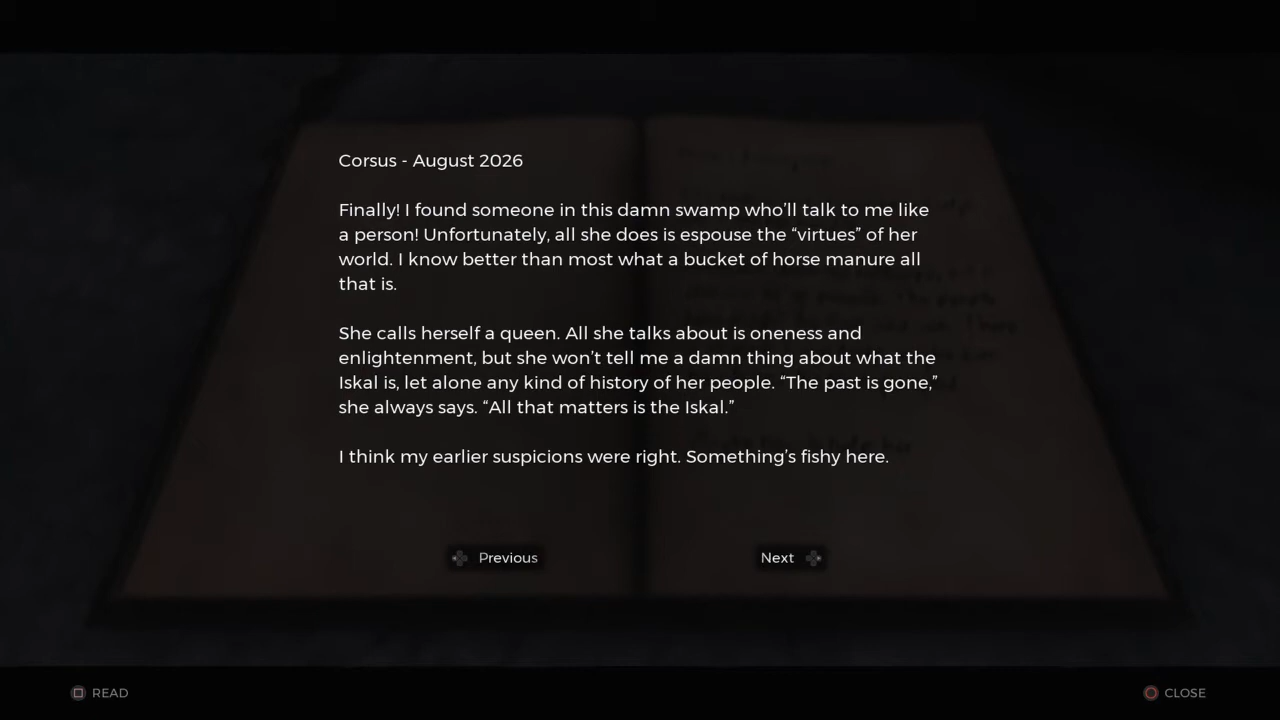 Corsus - August 2026
Finally! I found someone in this damn swamp who’ll talk to me like
a person! Unfortunately, all she does is espouse the “virtues” of her
world. I know better than most what a bucket of horse manure all
that is.
She calls herself a queen. All she talks about is oneness and
enlightenment, but she won’t tell me a damn thing about what the
Iskal is, let alone any kind of history of her people. “The past is gone,”
she always says. “All that matters is the Iskal.”
I think my earlier suspicions were right. Something’s fishy here.
Previous
Next
READ
CLOSE